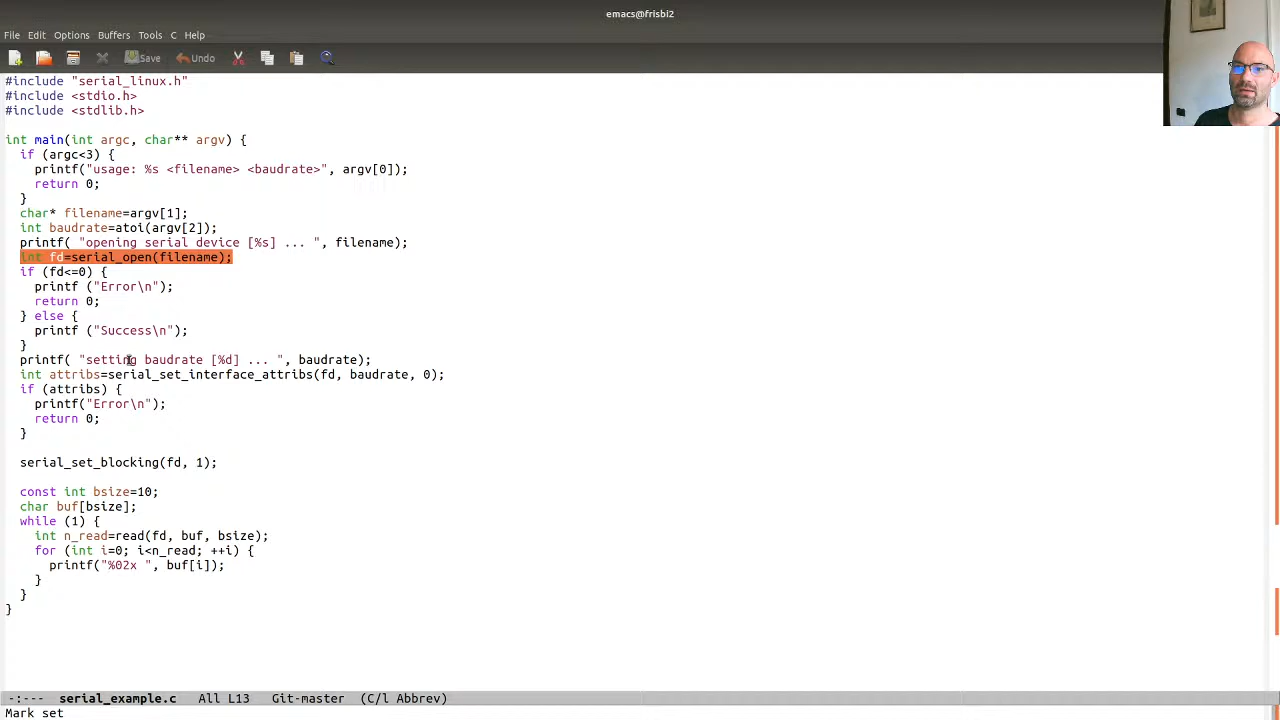 emacs@frisbi2
File Edit Options Buffers Tools C Help
Save Undo
#include "serial_linux.h"
#include <stdio.h>
#include <stdlib.h>
int main(int argc, char** argv) {
if (argc<3) {
printf("usage: %s <filename> <baudrate>", argv[0]);
return 0;
}
char* filename=argv[1];
int baudrate=atoi(argv[2]);
printf( "opening serial device [%s] ... ", filename);
int fd=serial_open(filename);
if (fd<=0) {
printf ("Error\n");
return 0;
} else {
printf ("Success\n");
}
printf( "setting baudrate [%d] ... ", baudrate);
int attribs=serial_set_interface_attribs(fd, baudrate, 0);
if (attribs) {
printf("Error\n");
return 0;
}
serial_set_blocking(fd, 1);
const int bsize=10;
char buf[bsize];
while (1) {
int n_read=read(fd, buf, bsize);
for (int i=0; i<n_read; ++i) {
printf("%02x ", buf[i]);
}
}
}
-:--- serial_example.c All L13 Git-master (C/l Abbrev)
Mark set